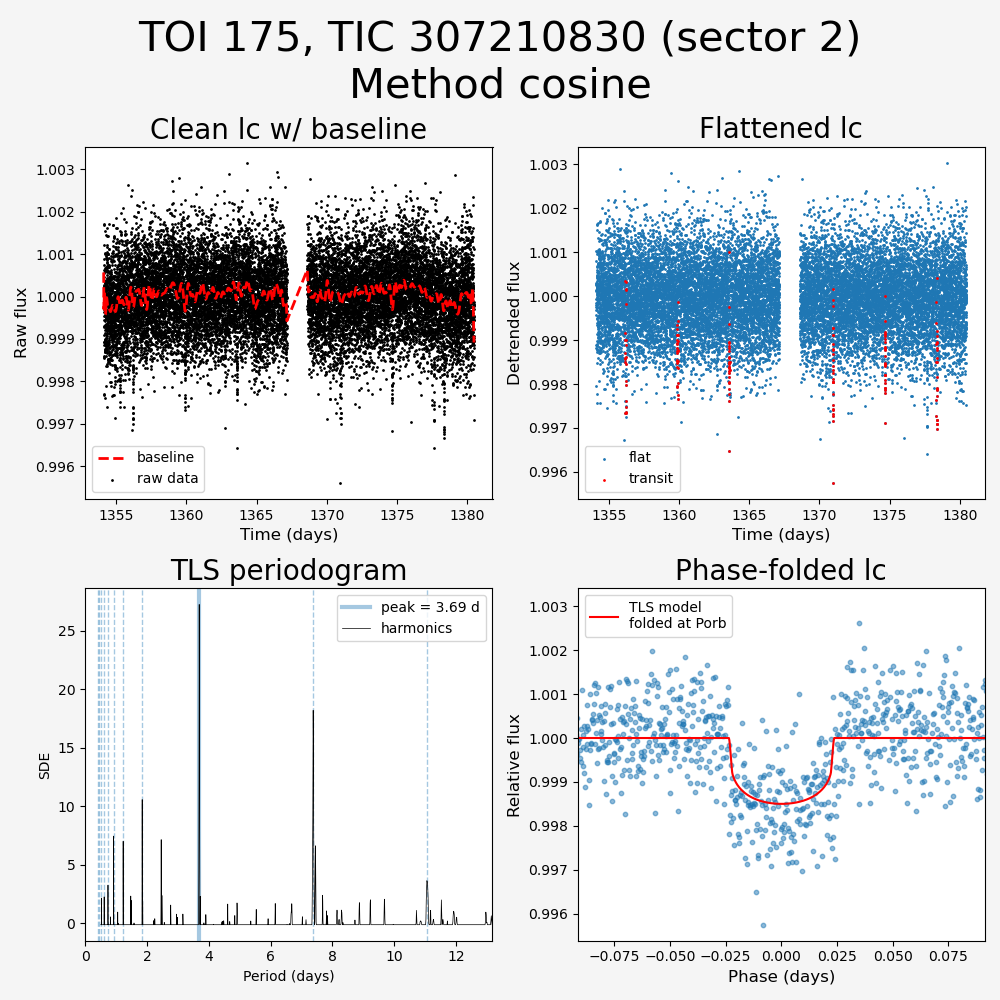 TOI 175, TIC 307210830 (sector 2)
Method cosine
Clean lc w/ baseline
Raw flux
1.003
1.002
1.001
1.000
0.999
0.998
0.997
0.996
baseline
raw data
1355
1360
1365
1370
1375
1380
Time (days)
Flattened lc
Detrended flux
1.003
1.002
1.001
1.000
0.999
0.998
0.997
0.996
flat
transit
1355
1360
1365
1370
1375
1380
Time (days)
TLS periodogram
SDE
25
20
15
10
5
0
peak = 3.69 d
harmonics
0
2
4
6
8
10
12
Period (days)
Phase-folded lc
Relative flux
1.003
1.002
1.001
1.000
0.999
0.998
0.997
0.996
TLS model
folded at Porb
−0.075
−0.050
−0.025
0.000
0.025
0.050
0.075
Phase (days)